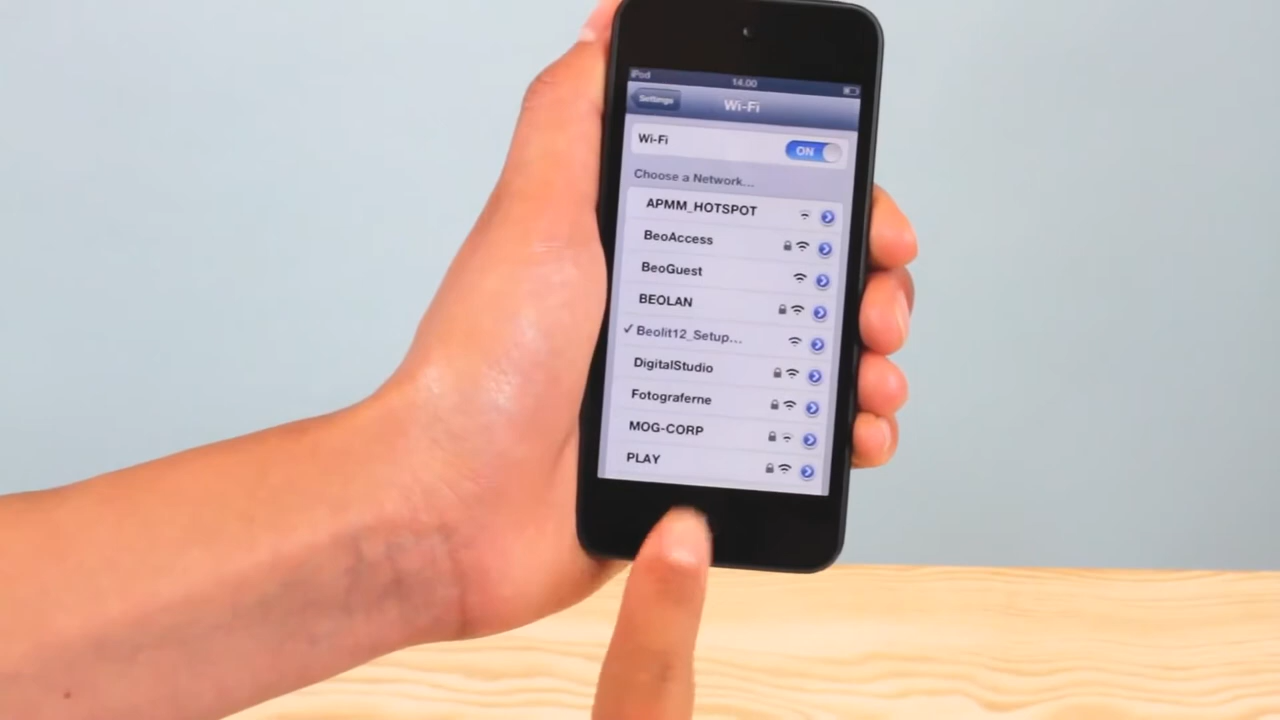 iPod 14.00
Settings Wi-Fi
Wi-Fi ON
Choose a Network...
APMM_HOTSPOT
BeoAccess
BeoGuest
BEOLAN
✓ Beolit12_Setup...
DigitalStudio
Fotograferne
MOG-CORP
PLAY